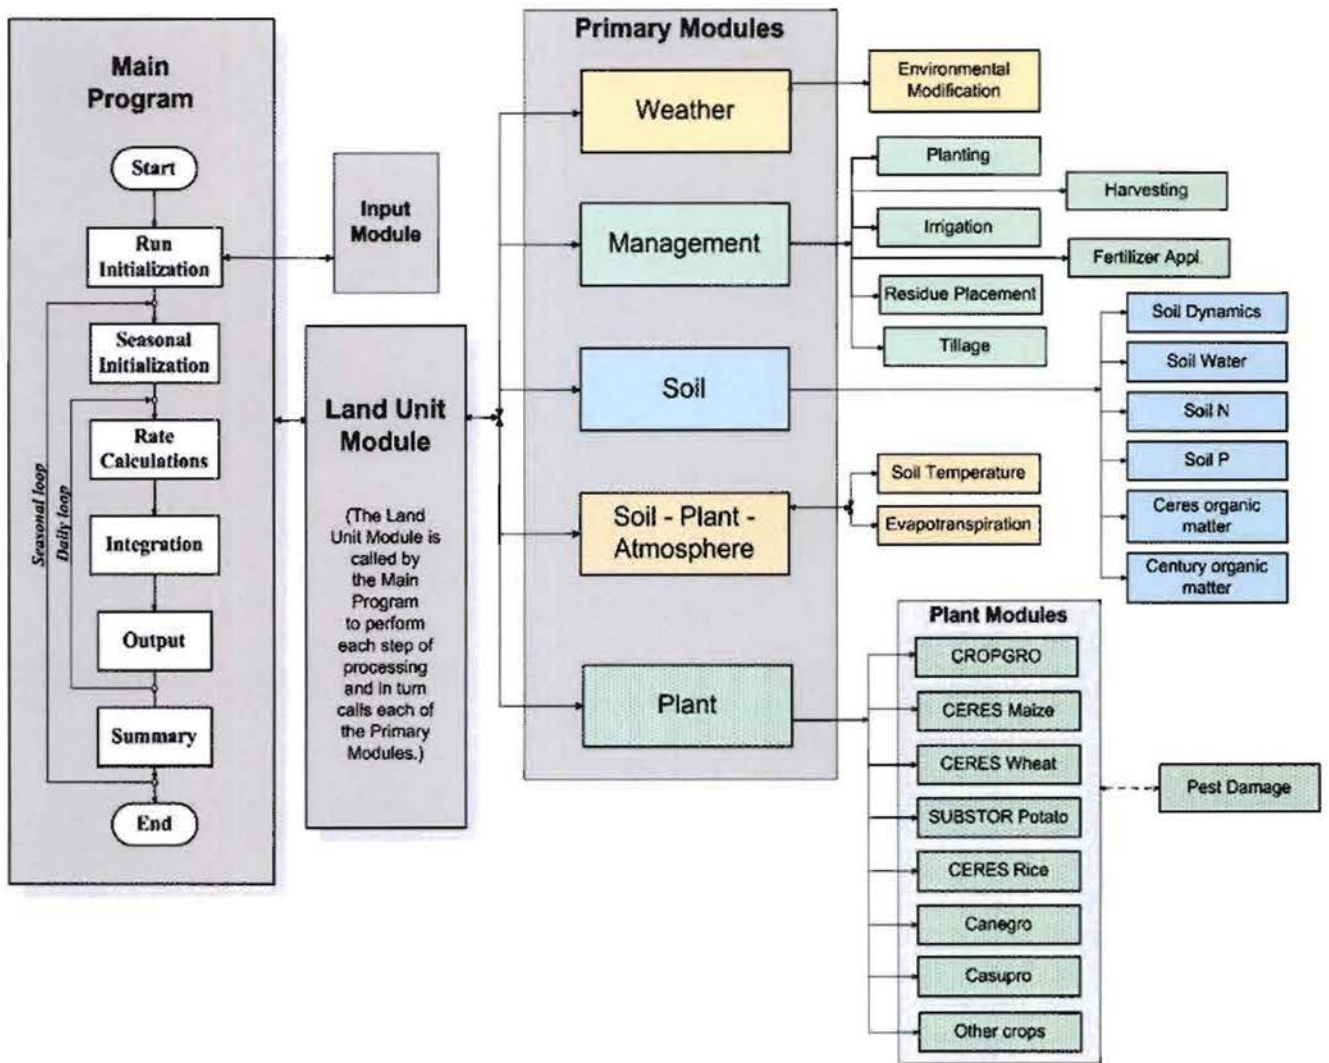 Main
Program
Start
Run
Initialization
Seasonal
Initialization
Rate
Calculations
Integration
Output
Summary
End
Seasonal loop
Daily loop
Input
Module
Land Unit
Module
(The Land
Unit Module is
called by
the Main
Program
to perform
each step of
processing
and in turn
calls each of
the Primary
Modules.)
Primary Modules
Weather
Management
Soil
Soil - Plant -
Atmosphere
Plant
Environmental
Modification
Planting
Harvesting
Irrigation
Fertilizer Appl.
Residue Placement
Tillage
Soil Dynamics
Soil Water
Soil N
Soil P
Ceres organic
matter
Century organic
matter
Soil Temperature
Evapotranspiration
Plant Modules
CROPGRO
CERES Maize
CERES Wheat
SUBSTOR Potato
CERES Rice
Canegro
Casupro
Other crops
Pest Damage